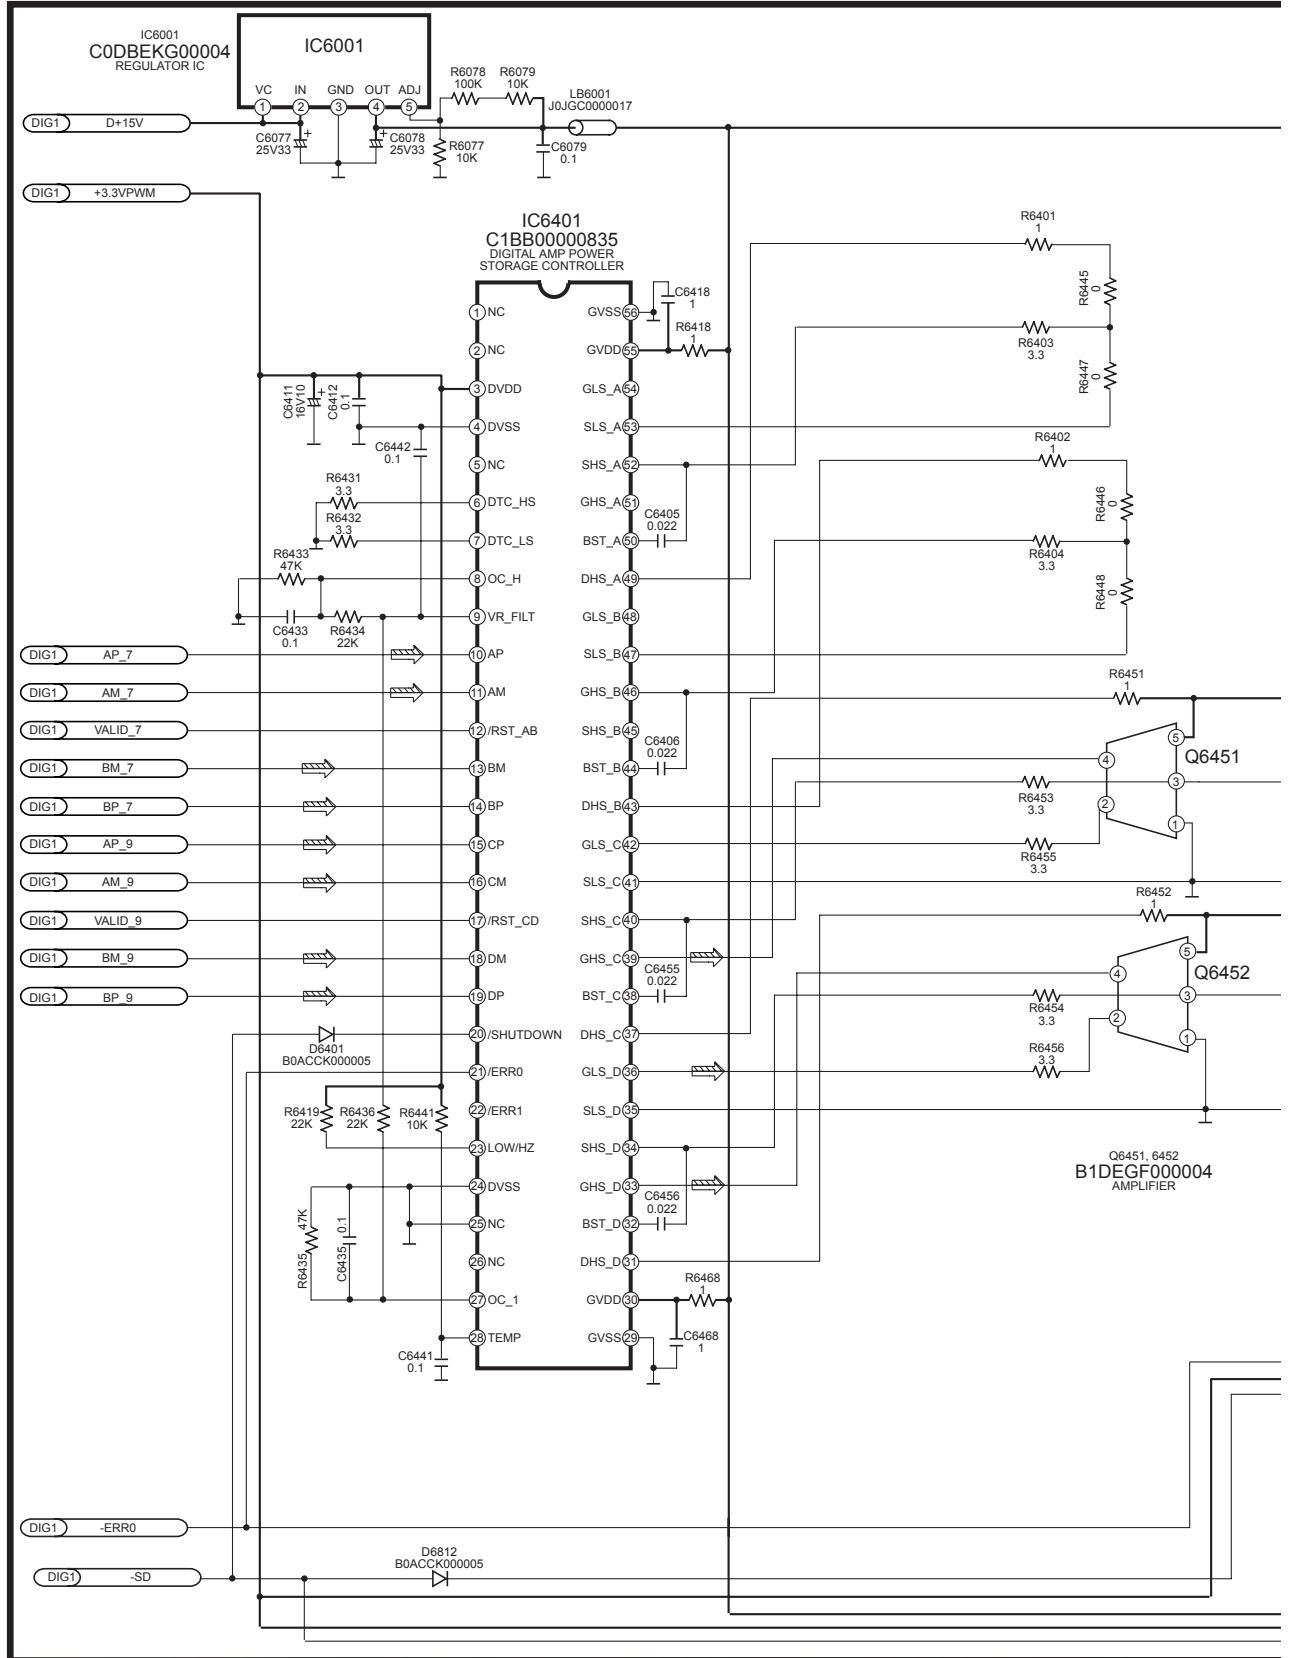 IC6001
C0DBEKG00004
REGULATOR IC
IC6001
VC IN GND OUT ADJ
1 2 3 4 5
DIG1 D+15V
C6077
25V33
+
C6078
25V33
+
R6078
100K
R6079
10K
R6077
10K
C6079
0.1
LB6001
J0JGC0000017
DIG1 +3.3VPWM
IC6401
C1BB00000835
DIGITAL AMP POWER
STORAGE CONTROLLER
1 NC
2 NC
3 DVDD
4 DVSS
5 NC
6 DTC_HS
7 DTC_LS
8 OC_H
9 VR_FILT
10 AP
11 AM
12 /RST_AB
13 BM
14 BP
15 CP
16 CM
17 /RST_CD
18 DM
19 DP
20 /SHUTDOWN
21 /ERR0
22 /ERR1
23 LOW/HZ
24 DVSS
25 NC
26 NC
27 OC_1
28 TEMP
GVSS 56
GVDD 55
GLS_A 54
SLS_A 53
SHS_A 52
GHS_A 51
BST_A 50
DHS_A 49
GLS_B 48
SLS_B 47
GHS_B 46
SHS_B 45
BST_B 44
DHS_B 43
GLS_C 42
SLS_C 41
SHS_C 40
GHS_C 39
BST_C 38
DHS_C 37
GLS_D 36
SLS_D 35
SHS_D 34
GHS_D 33
BST_D 32
DHS_D 31
GVDD 30
GVSS 29
C6411
16V10
+
C6412
0.1
C6442
0.1
R6431
3.3
R6432
3.3
R6433
47K
C6433
0.1
R6434
22K
DIG1 AP_7
DIG1 AM_7
DIG1 VALID_7
DIG1 BM_7
DIG1 BP_7
DIG1 AP_9
DIG1 AM_9
DIG1 VALID_9
DIG1 BM_9
DIG1 BP_9
D6401
B0ACCK000005
R6419
22K
R6436
22K
R6441
10K
R6435
47K
C6435
0.1
C6441
0.1
C6418
1
R6418
1
C6405
0.022
C6406
0.022
C6455
0.022
C6456
0.022
R6468
1
C6468
1
R6401
1
R6445
0
R6403
3.3
R6447
0
R6402
1
R6446
0
R6404
3.3
R6448
0
R6451
1
5
4
3
2
1
Q6451
R6453
3.3
R6455
3.3
R6452
1
5
4
3
2
1
Q6452
R6454
3.3
R6456
3.3
Q6451, 6452
B1DEGF000004
AMPLIFIER
DIG1 -ERR0
DIG1 -SD
D6812
B0ACCK000005